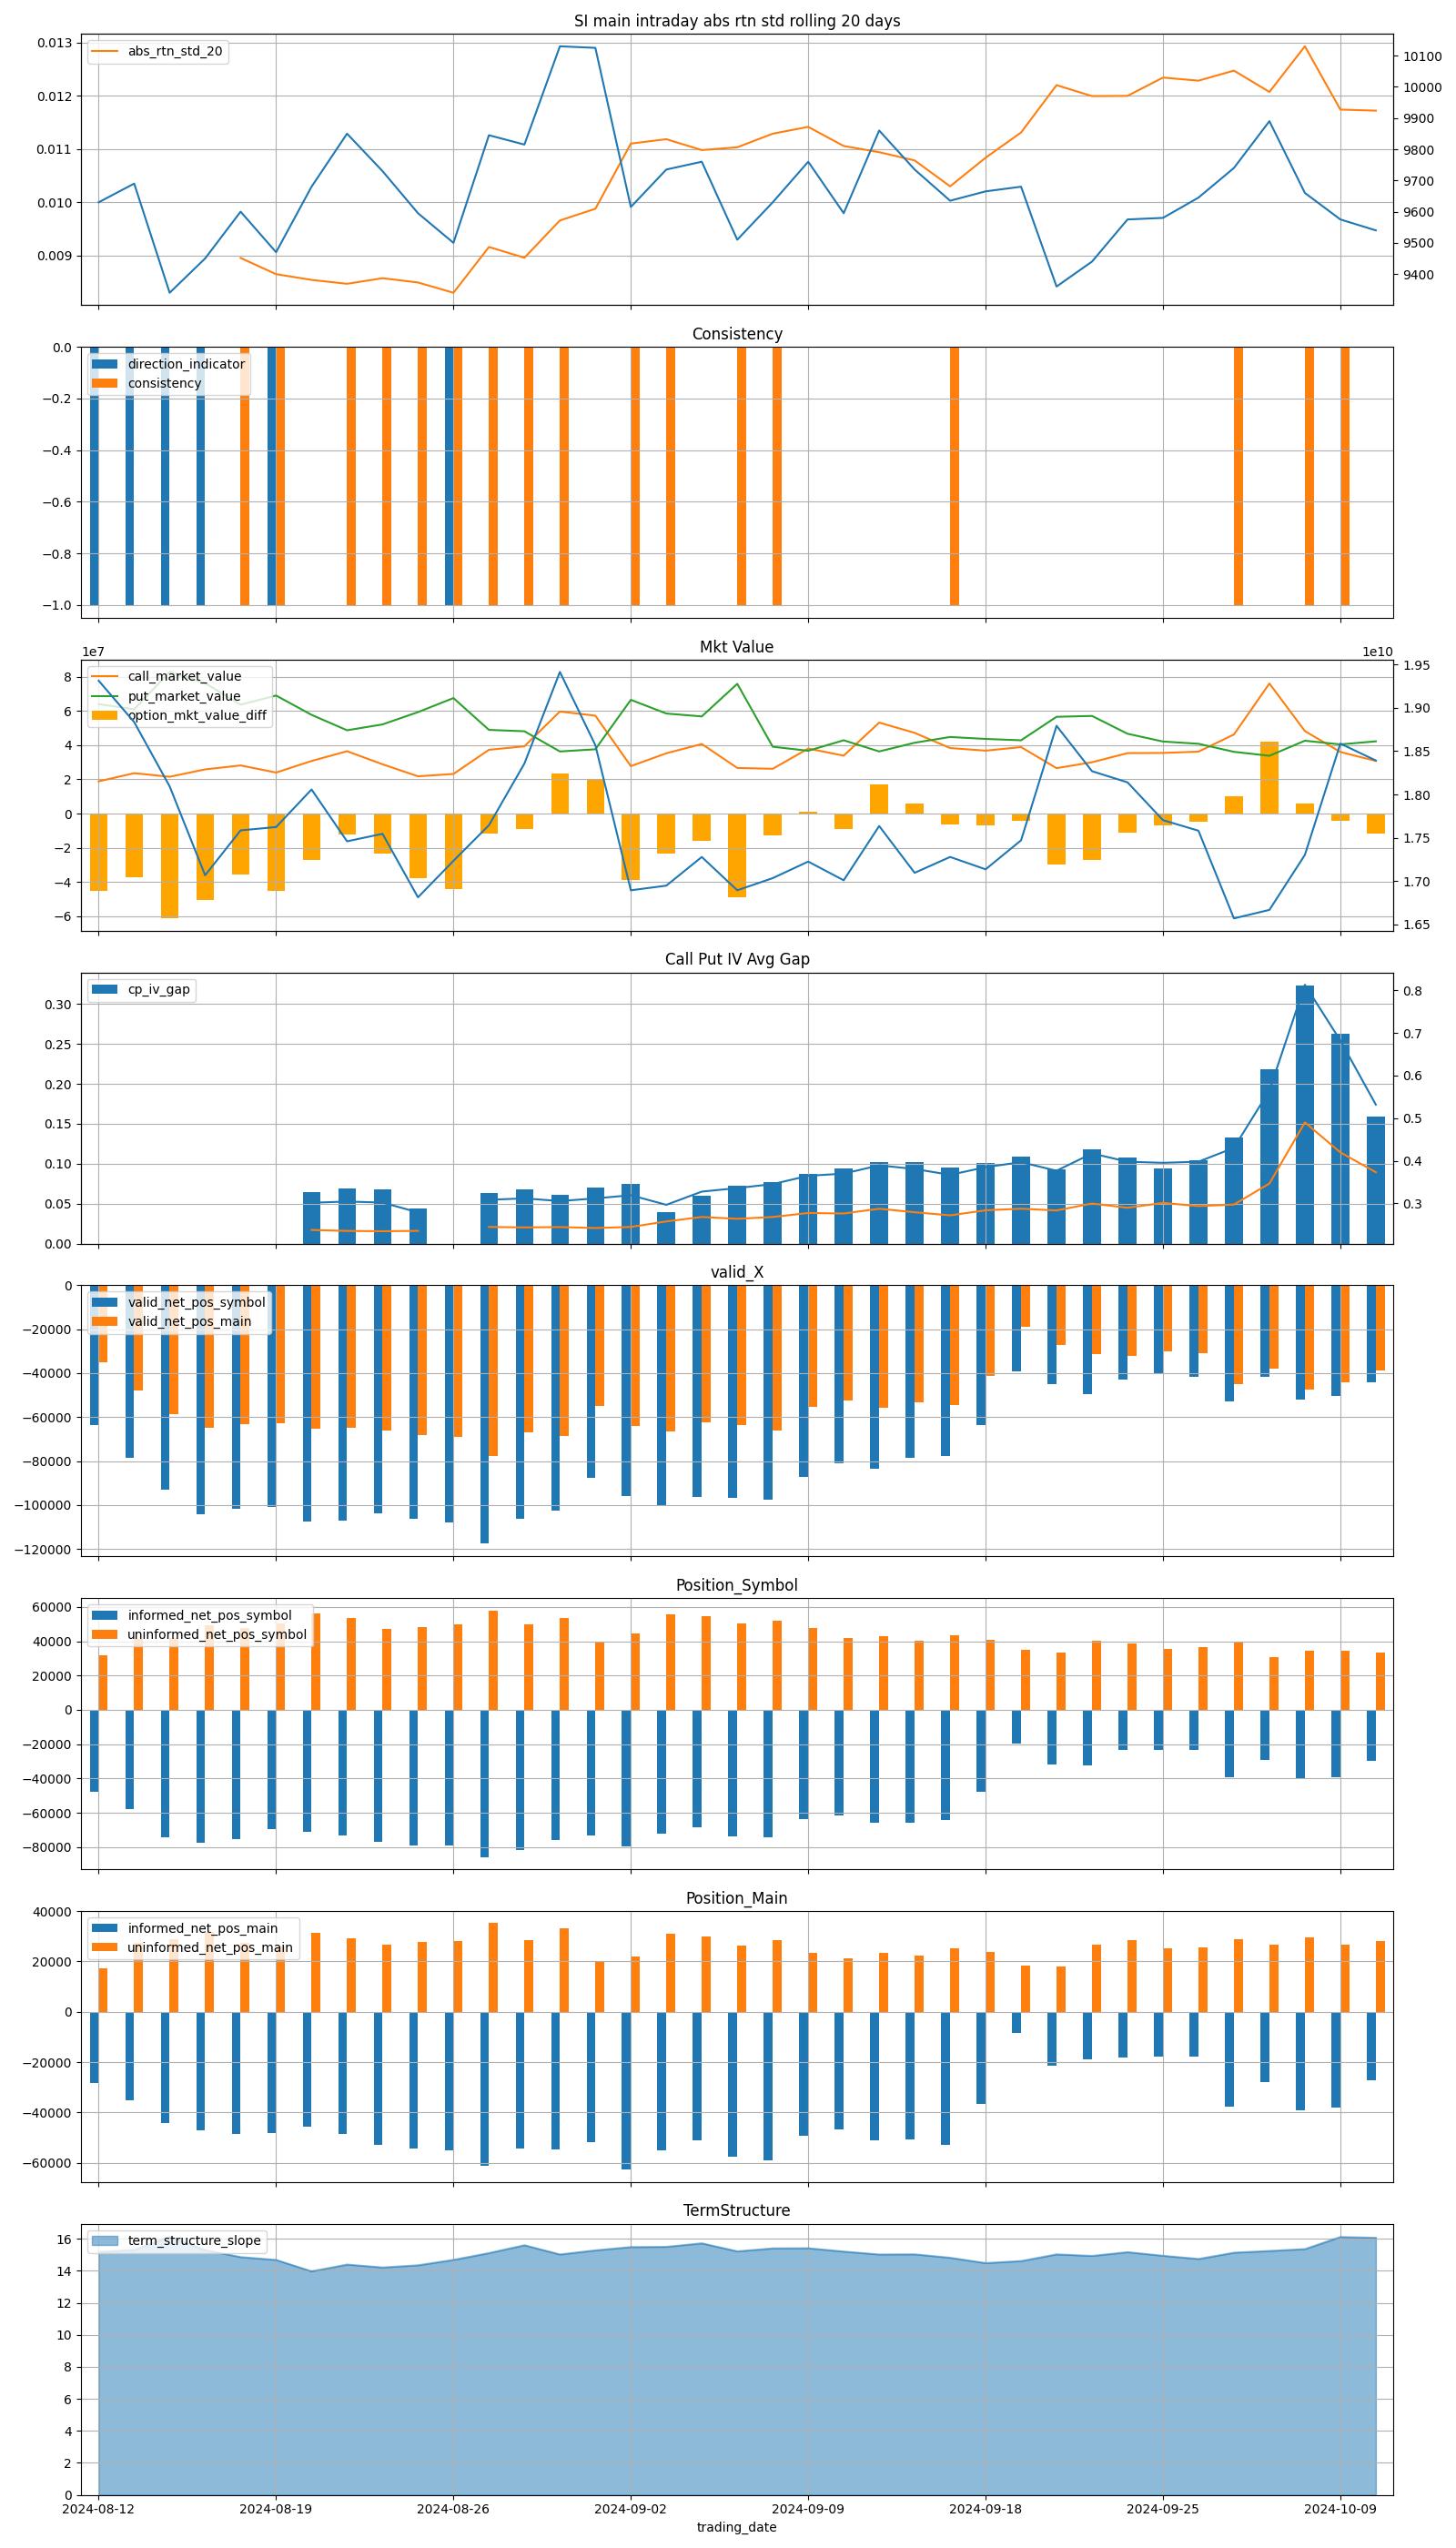 SI main intraday abs rtn std rolling 20 days
abs_rtn_std_20
0.013
0.012
0.011
0.010
0.009
10100
10000
9900
9800
9700
9600
9500
9400
Consistency
direction_indicator
consistency
0.0
−0.2
−0.4
−0.6
−0.8
−1.0
Mkt Value
1e7
1e10
call_market_value
put_market_value
option_mkt_value_diff
8
6
4
2
0
−2
−4
−6
1.95
1.90
1.85
1.80
1.75
1.70
1.65
Call Put IV Avg Gap
cp_iv_gap
0.30
0.25
0.20
0.15
0.10
0.05
0.00
0.8
0.7
0.6
0.5
0.4
0.3
valid_X
valid_net_pos_symbol
valid_net_pos_main
0
−20000
−40000
−60000
−80000
−100000
−120000
Position_Symbol
informed_net_pos_symbol
uninformed_net_pos_symbol
60000
40000
20000
0
−20000
−40000
−60000
−80000
Position_Main
informed_net_pos_main
uninformed_net_pos_main
40000
20000
0
−20000
−40000
−60000
TermStructure
term_structure_slope
16
14
12
10
8
6
4
2
0
2024-08-12 2024-08-19 2024-08-26 2024-09-02 2024-09-09 2024-09-18 2024-09-25 2024-10-09
trading_date